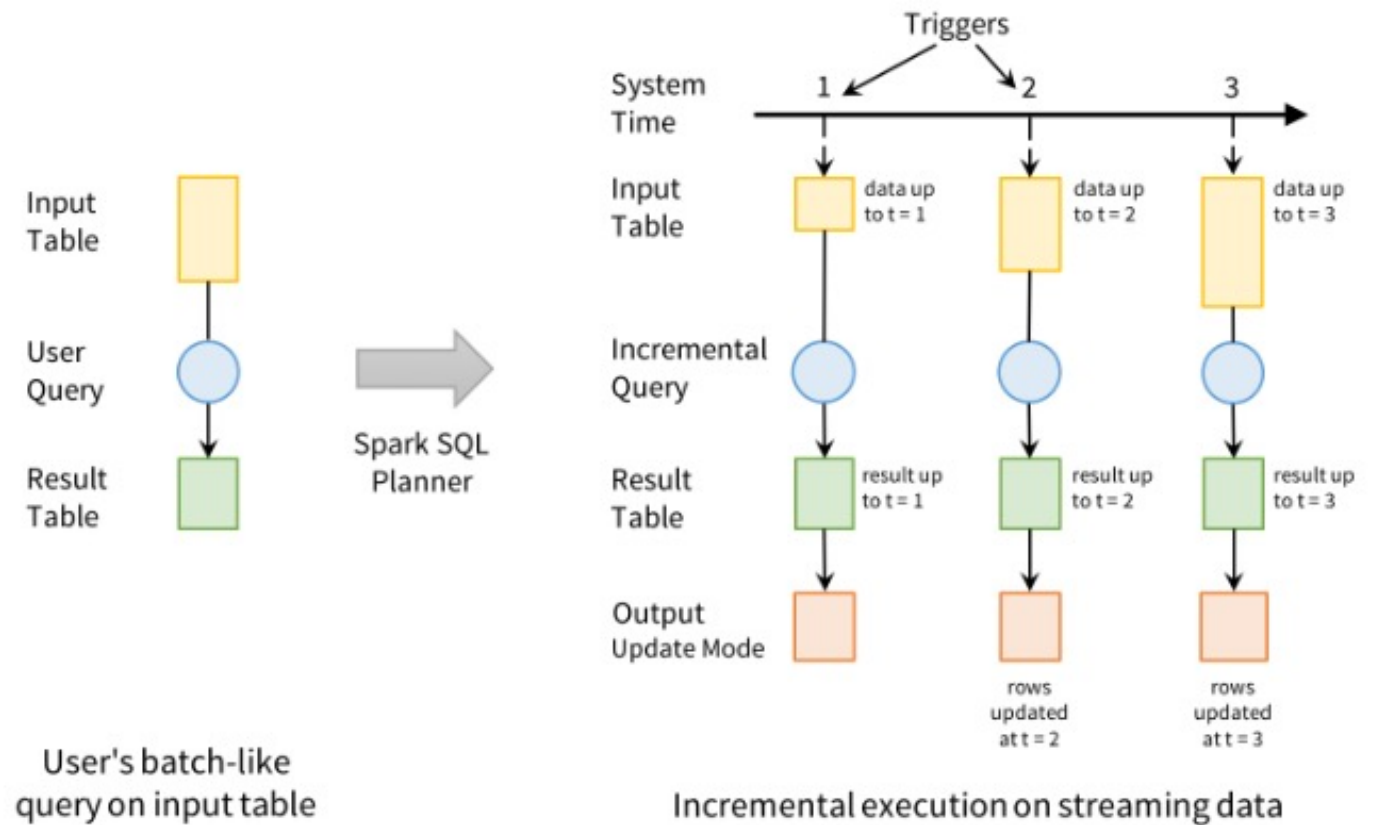 Triggers
System
Time
1
2
3
Input
Table
Input
Table
data up
to t = 1
data up
to t = 2
data up
to t = 3
User
Query
Spark SQL
Planner
Incremental
Query
Result
Table
Result
Table
result up
to t = 1
result up
to t = 2
result up
to t = 3
Output
Update Mode
rows
updated
at t = 2
rows
updated
at t = 3
User's batch-like
query on input table
Incremental execution on streaming data